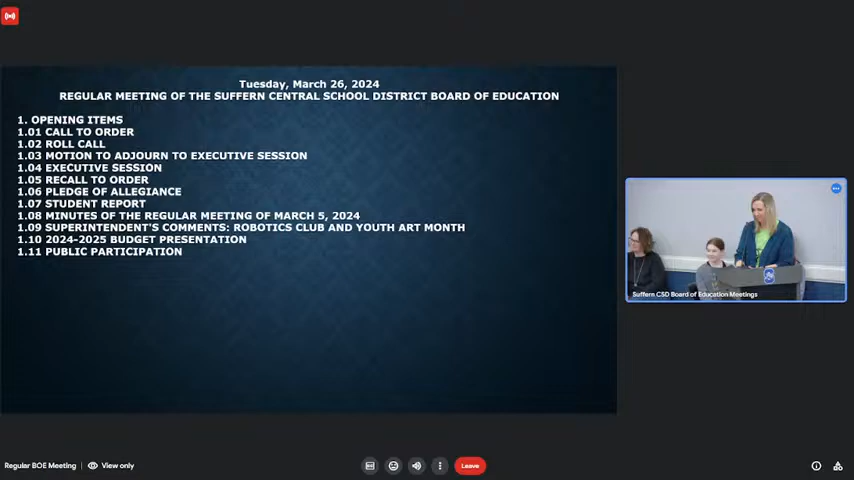 Tuesday, March 26, 2024
REGULAR MEETING OF THE SUFFERN CENTRAL SCHOOL DISTRICT BOARD OF EDUCATION
1. OPENING ITEMS
1.01 CALL TO ORDER
1.02 ROLL CALL
1.03 MOTION TO ADJOURN TO EXECUTIVE SESSION
1.04 EXECUTIVE SESSION
1.05 RECALL TO ORDER
1.06 PLEDGE OF ALLEGIANCE
1.07 STUDENT REPORT
1.08 MINUTES OF THE REGULAR MEETING OF MARCH 5, 2024
1.09 SUPERINTENDENT'S COMMENTS: ROBOTICS CLUB AND YOUTH ART MONTH
1.10 2024-2025 BUDGET PRESENTATION
1.11 PUBLIC PARTICIPATION
Suffern CSD Board of Education Meetings
Regular BOE Meeting
View only
Leave